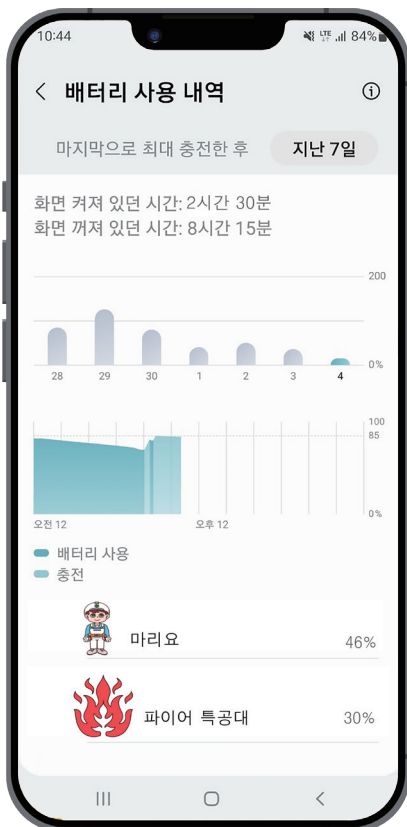 10:44 LTE 84%
배터리 사용 내역
마지막으로 최대 충전한 후 지난 7일
화면 켜져 있던 시간: 2시간 30분
화면 꺼져 있던 시간: 8시간 15분
200
0%
28 29 30 1 2 3 4
100
85
0%
오전 12 오후 12
배터리 사용
충전
마리요 46%
파이어 특공대 30%